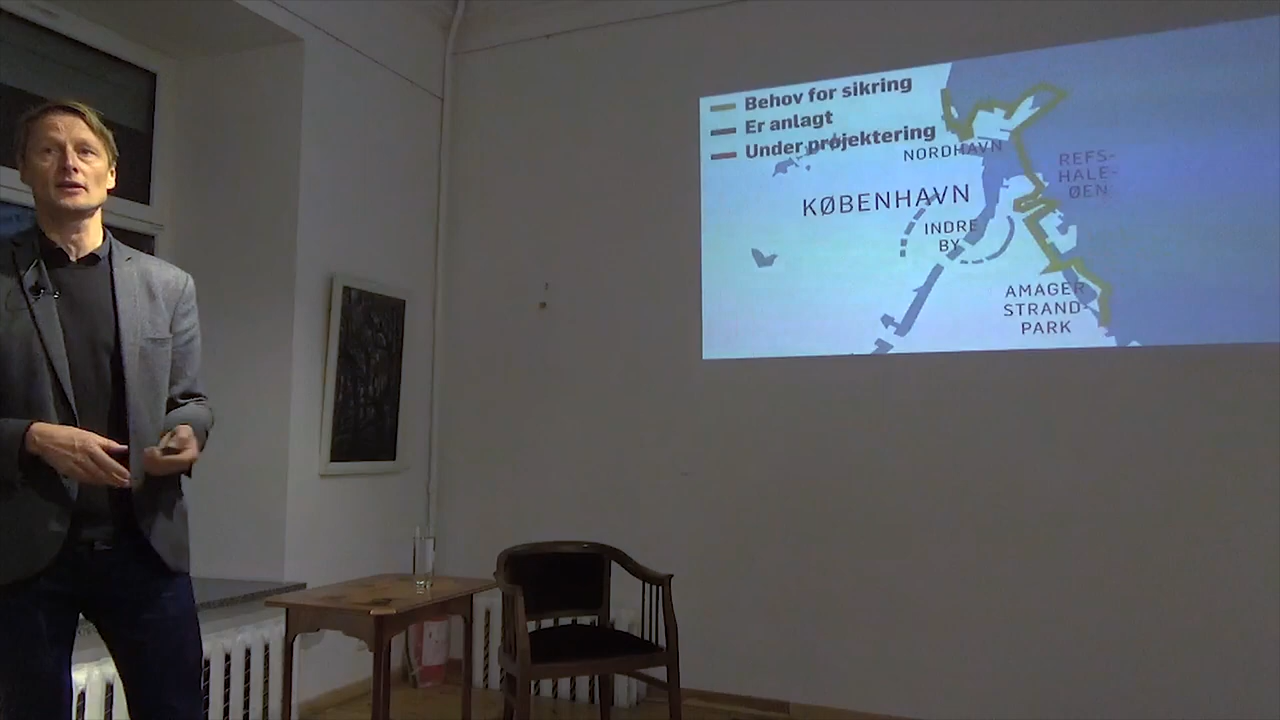 Behov for sikring
Er anlagt
Under projektering
NORDHAVN
REFS-
HALE-
ØEN
KØBENHAVN
INDRE
BY
AMAGER
STRAND-
PARK